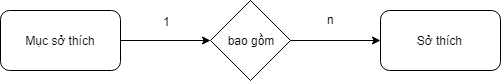 Mục sở thích
1
bao gồm
n
Sở thích